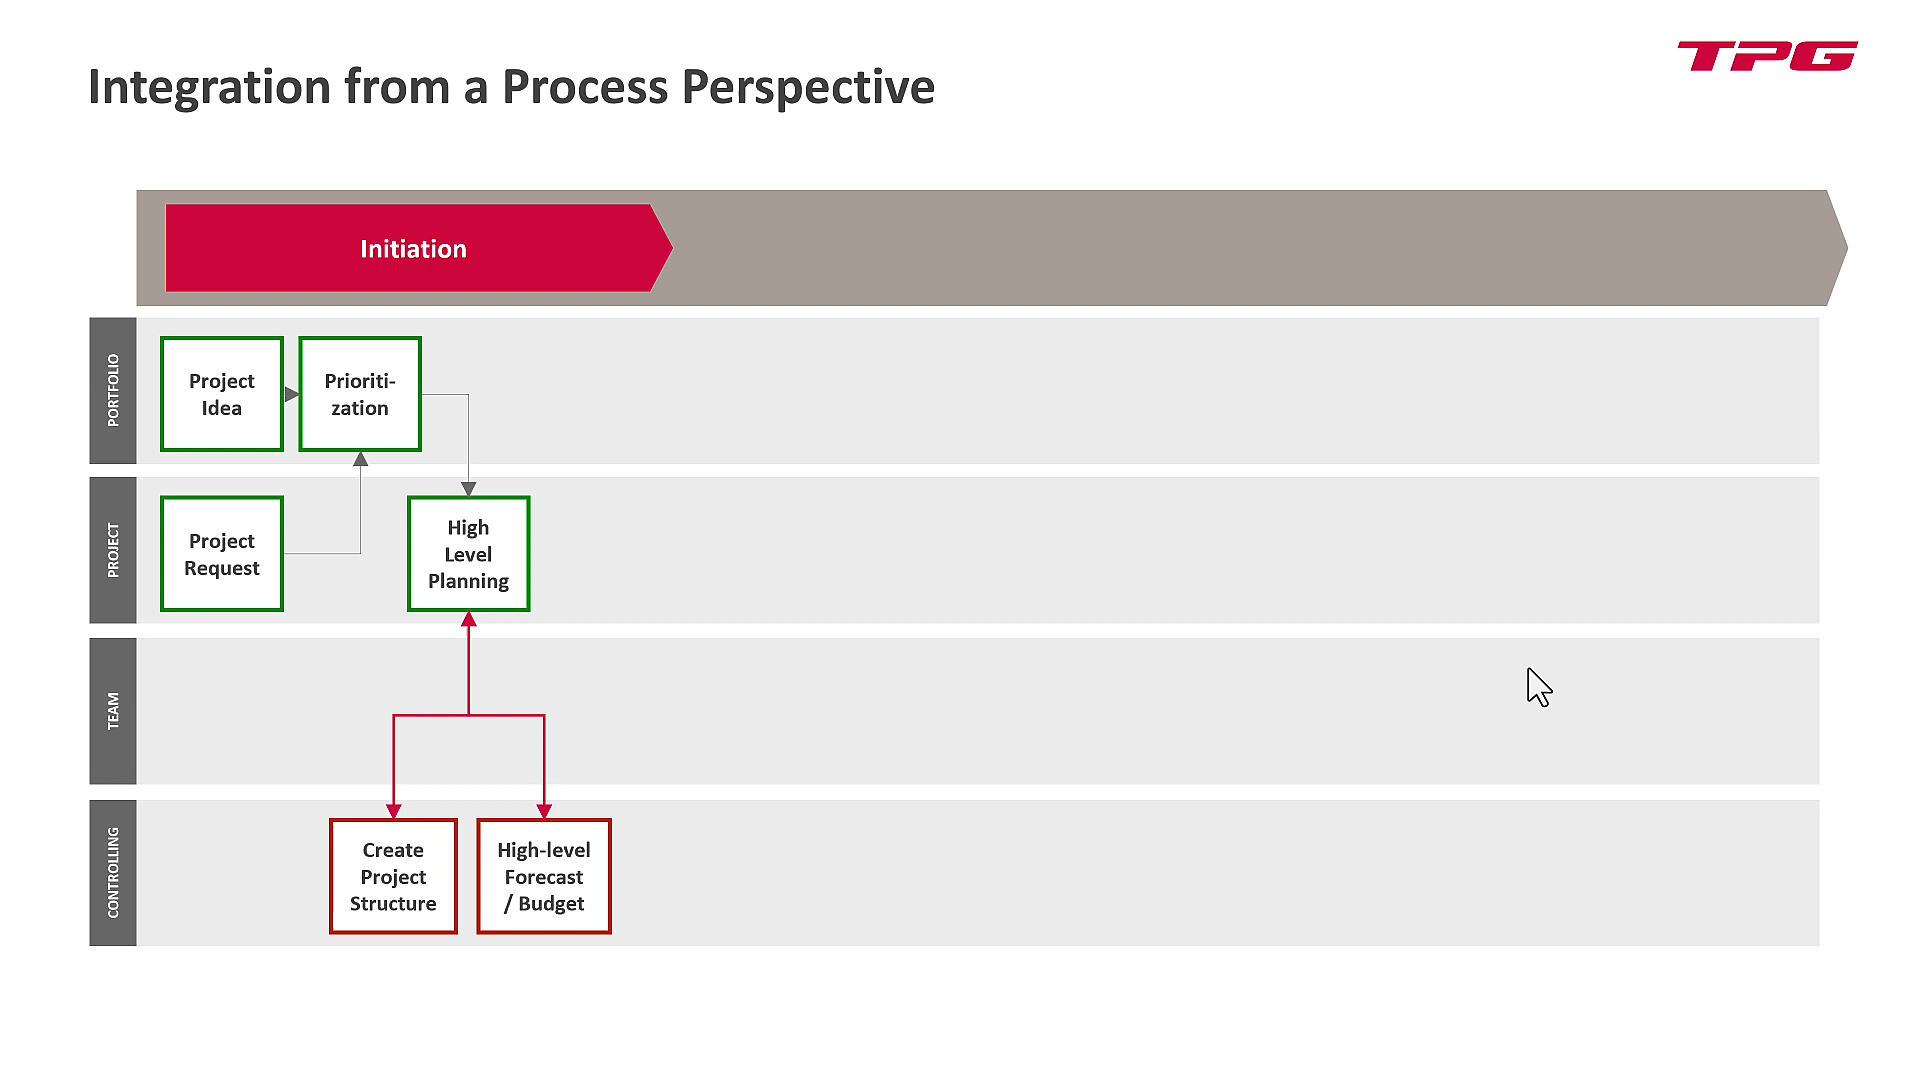 Integration from a Process Perspective
TPG
Initiation
PORTFOLIO
Project
Idea
Prioriti-
zation
PROJECT
Project
Request
High
Level
Planning
TEAM
CONTROLLING
Create
Project
Structure
High-level
Forecast
/ Budget